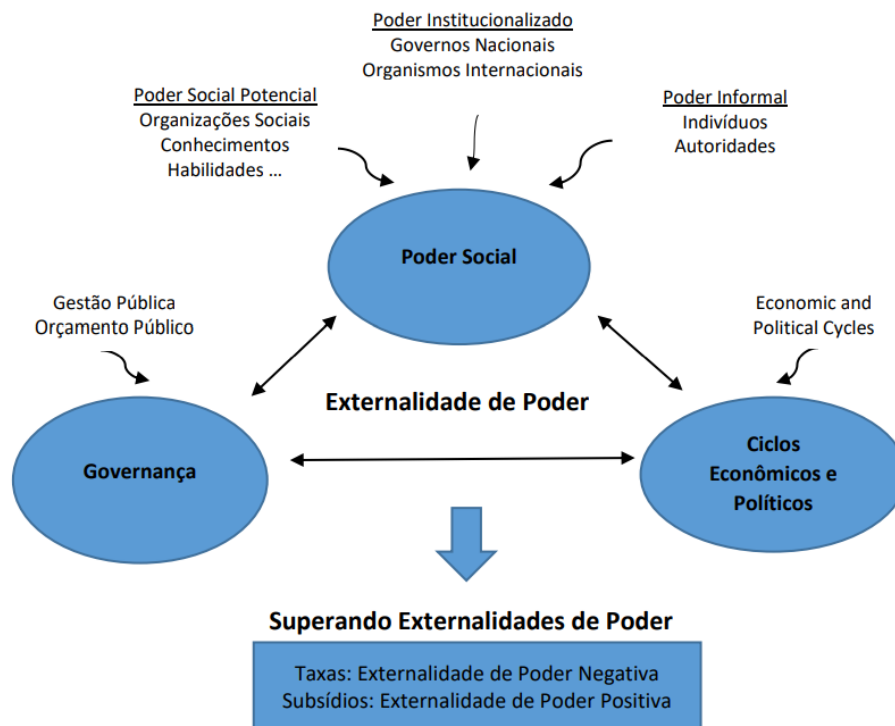 Poder Institucionalizado
Governos Nacionais
Organismos Internacionais
Poder Social Potencial
Organizações Sociais
Conhecimentos
Habilidades ...
Poder Informal
Indivíduos
Autoridades
Poder Social
Gestão Pública
Orçamento Público
Economic and
Political Cycles
Externalidade de Poder
Governança
Ciclos
Econômicos e
Políticos
Superando Externalidades de Poder
Taxas: Externalidade de Poder Negativa
Subsídios: Externalidade de Poder Positiva